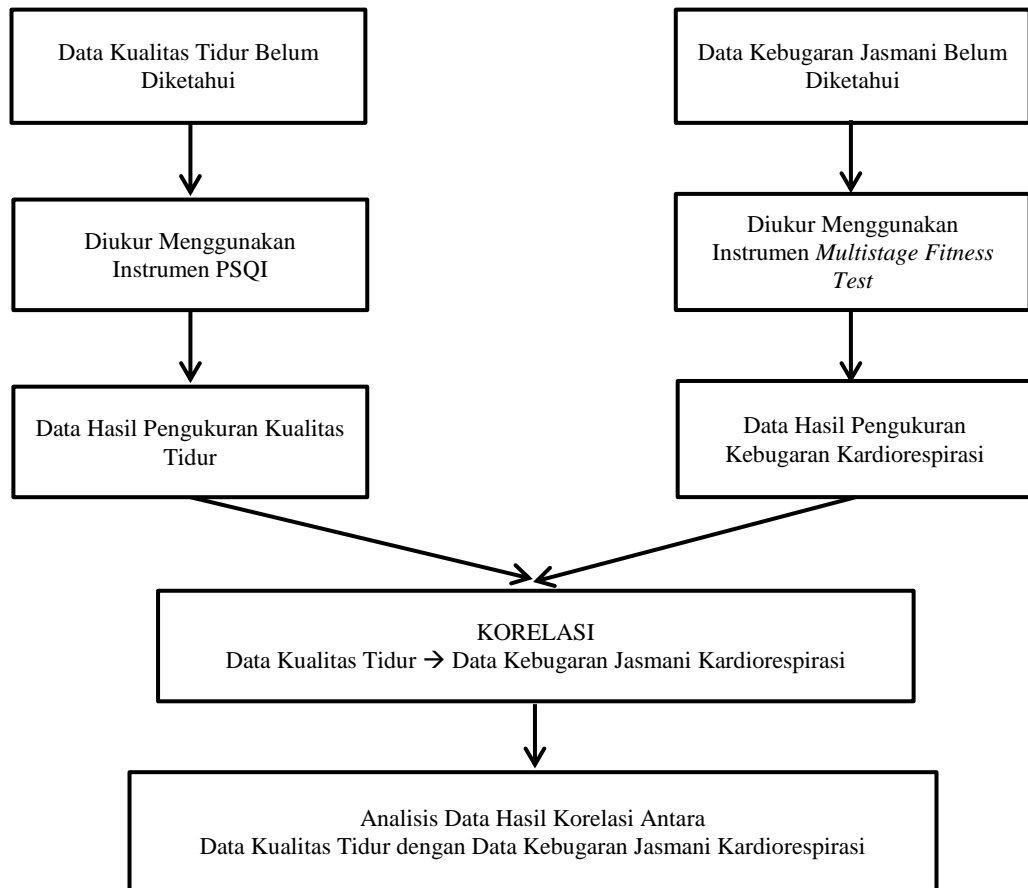 Data Kualitas Tidur Belum
Diketahui
Data Kebugaran Jasmani Belum
Diketahui
Diukur Menggunakan
Instrumen PSQI
Diukur Menggunakan
Instrumen Multistage Fitness
Test
Data Hasil Pengukuran Kualitas
Tidur
Data Hasil Pengukuran
Kebugaran Kardiorespirasi
KORELASI
Data Kualitas Tidur → Data Kebugaran Jasmani Kardiorespirasi
Analisis Data Hasil Korelasi Antara
Data Kualitas Tidur dengan Data Kebugaran Jasmani Kardiorespirasi